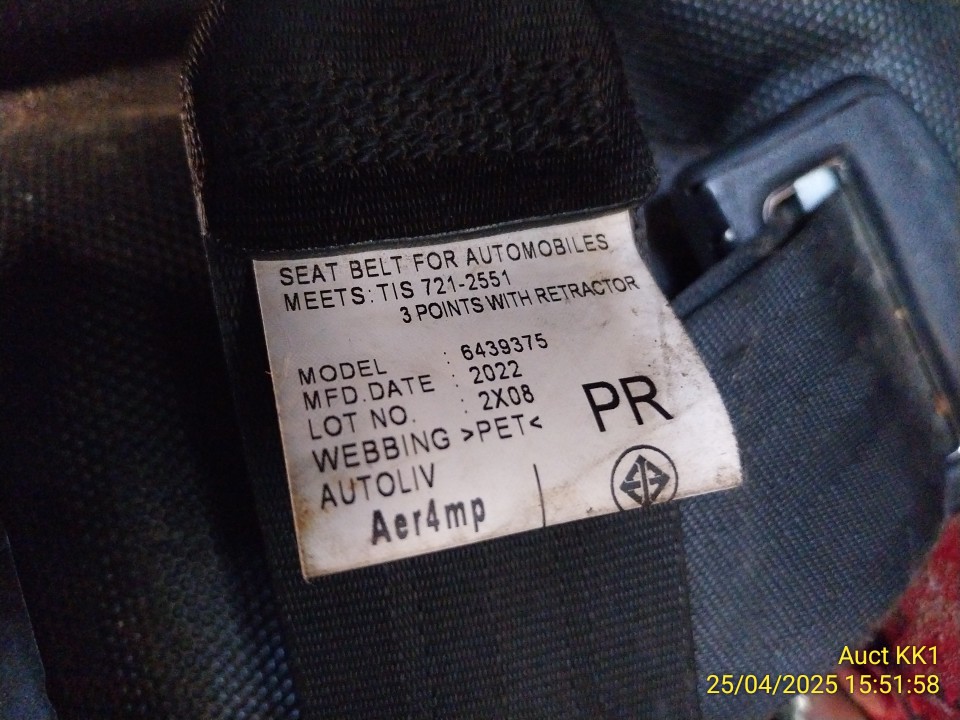 SEAT BELT FOR AUTOMOBILES
MEETS: TIS 721-2551
3 POINTS WITH RETRACTOR
MODEL : 6439375
MFD.DATE : 2022
LOT NO. : 2X08
WEBBING >PET<
PR
AUTOLIV
Aer4mp
Auct KK1
25/04/2025 15:51:58